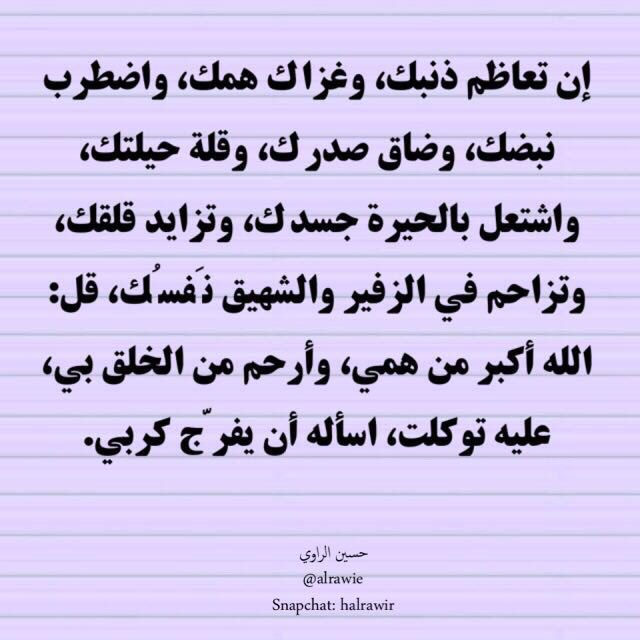 إن تعاظم ذنبك، وغزاك همك، واضطرب
نبضك، وضاق صدرك، وقلة حيلتك،
واشتعل بالحيرة جسدك، وتزايد قلقك،
وتزاحم في الزفير والشهيق نَفسُك، قل:
الله أكبر من همي، وأرحم من الخلق بي،
عليه توكلت، اسأله أن يفرّج كربي.
حسين الراوي
@alrawie
Snapchat: halrawir